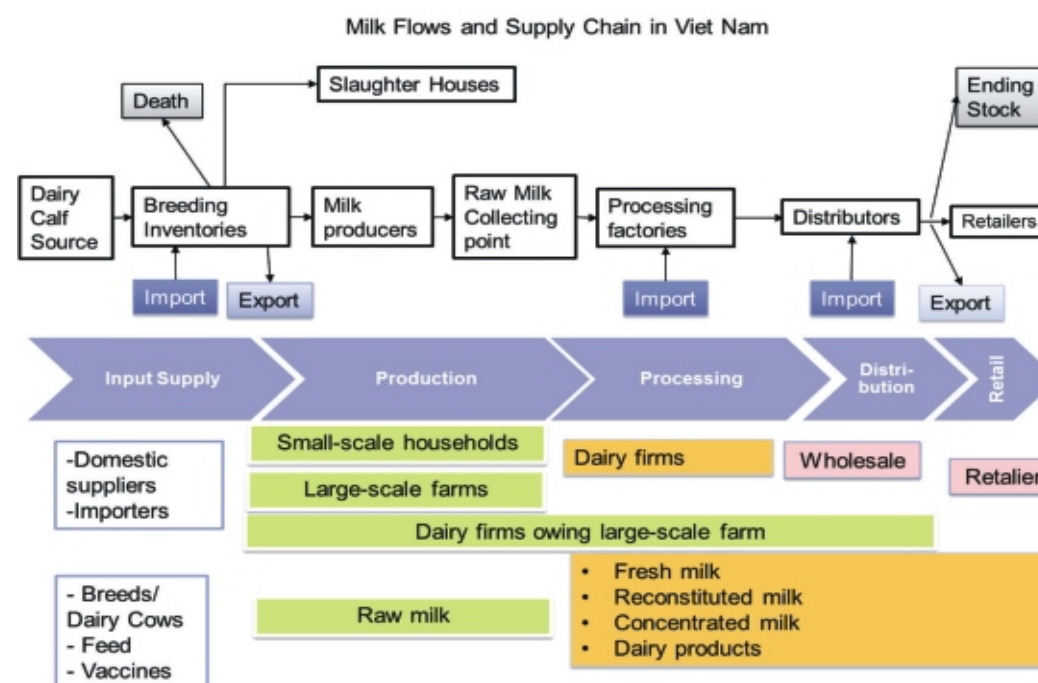 Milk Flows and Supply Chain in Viet Nam
Death
Slaughter Houses
Ending
Stock
Dairy
Calf
Source
Breeding
Inventories
Milk
producers
Raw Milk
Collecting
point
Processing
factories
Distributors
Retailers
Import
Export
Import
Import
Export
Input Supply
Production
Processing
Distri-
bution
Retail
-Domestic
suppliers
-Importers
Small-scale households
Large-scale farms
Dairy firms
Wholesale
Retalier
Dairy firms owing large-scale farm
- Breeds/
Dairy Cows
- Feed
- Vaccines
Raw milk
• Fresh milk
• Reconstituted milk
• Concentrated milk
• Dairy products